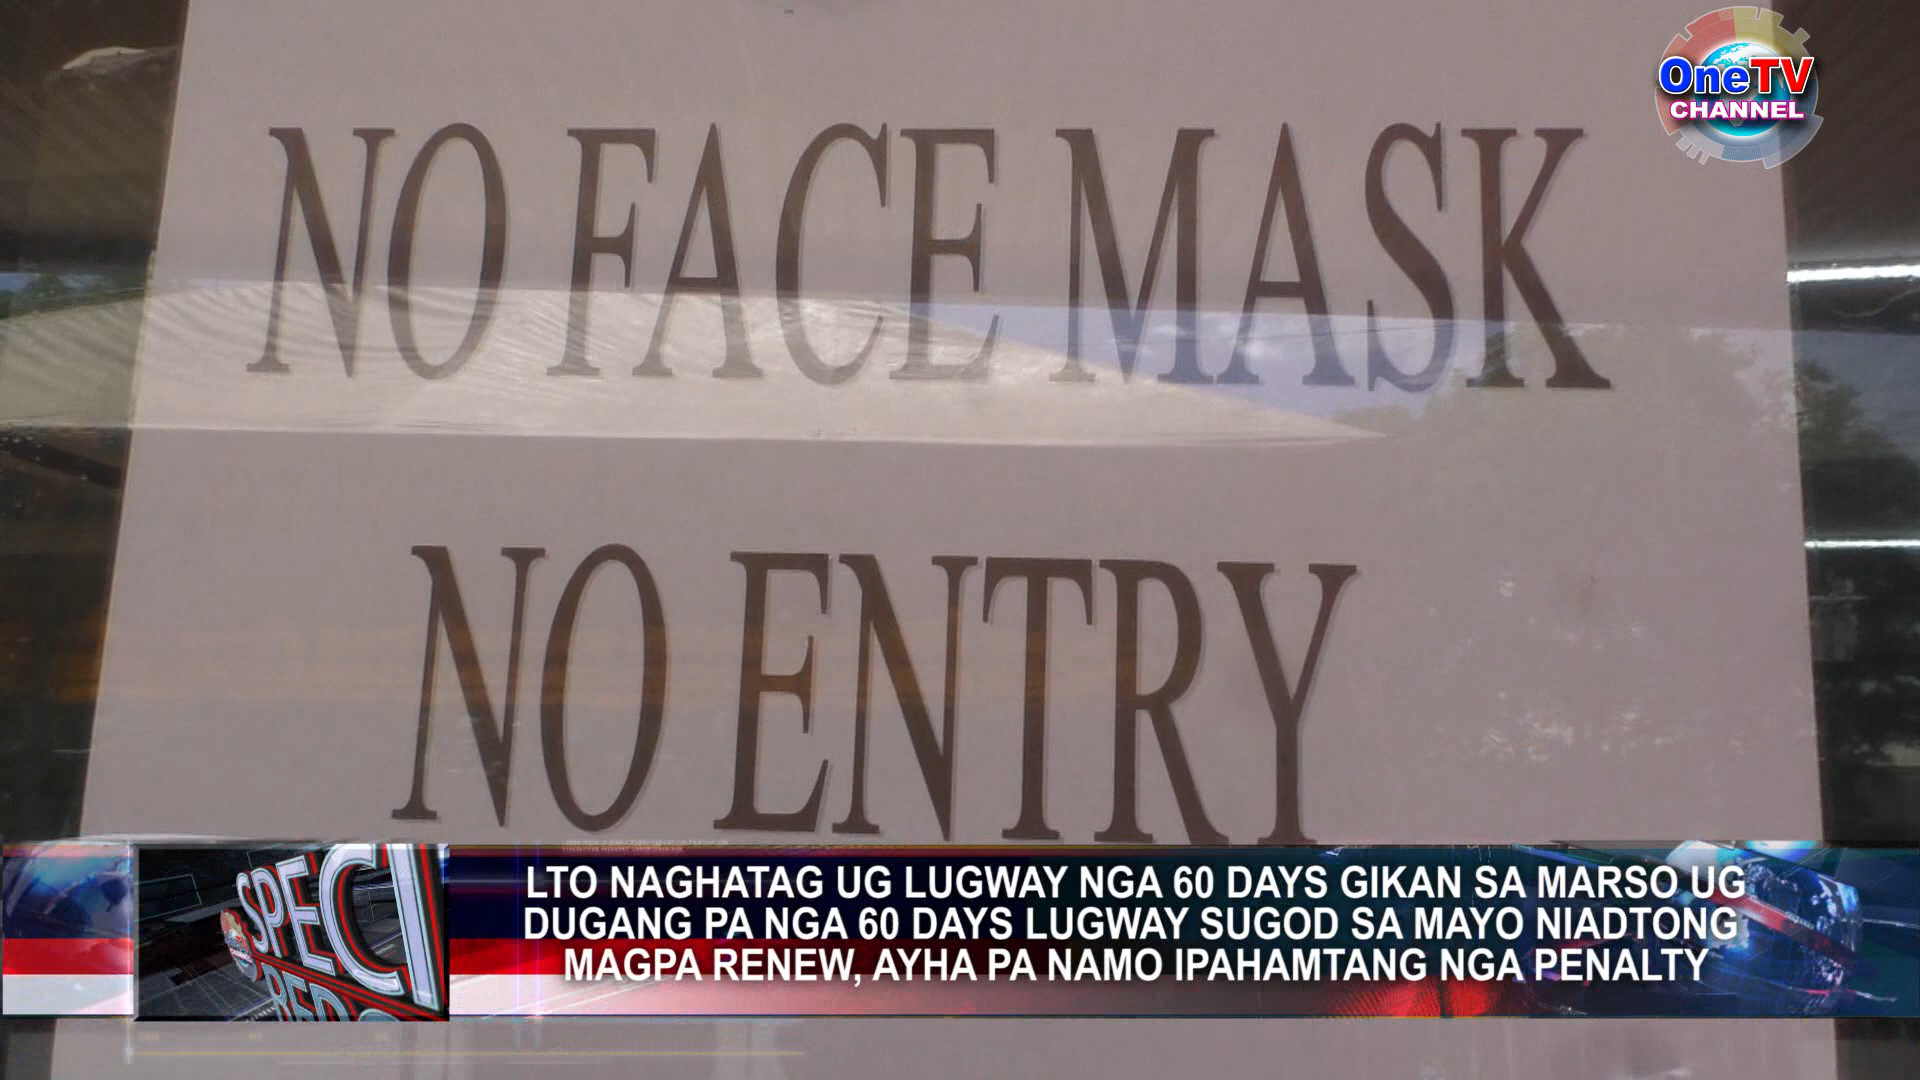 OneTV
CHANNEL
NO FACE MASK
NO ENTRY
SPECI
LTO NAGHATAG UG LUGWAY NGA 60 DAYS GIKAN SA MARSO UG
DUGANG PA NGA 60 DAYS LUGWAY SUGOD SA MAYO NIADTONG
MAGPA RENEW, AYHA PA NAMO IPAHAMTANG NGA PENALTY